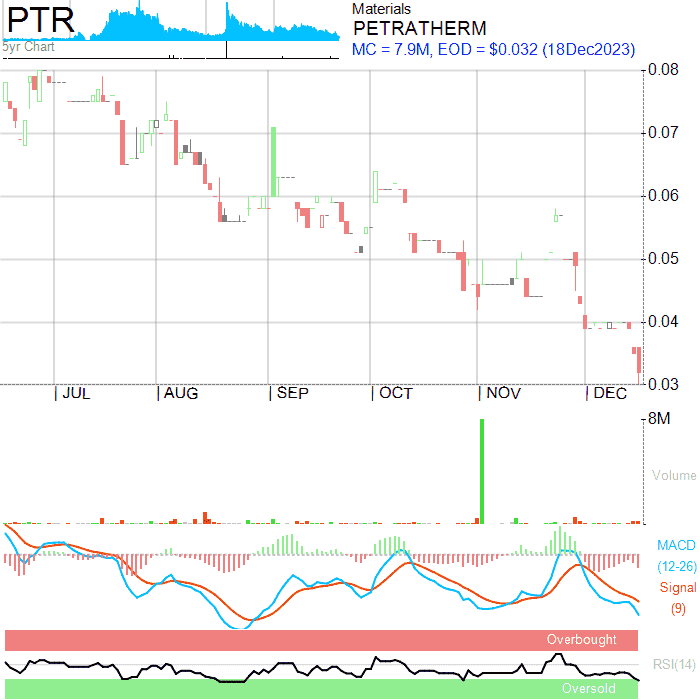 PTR
5yr Chart
Materials
PETRATHERM
MC = 7.9M, EOD = $0.032 (18Dec2023)
0.08
0.07
0.06
0.05
0.04
0.03
JUL AUG SEP OCT NOV DEC
8M
Volume
MACD
(12-26)
Signal
(9)
Overbought
RSI(14)
Oversold